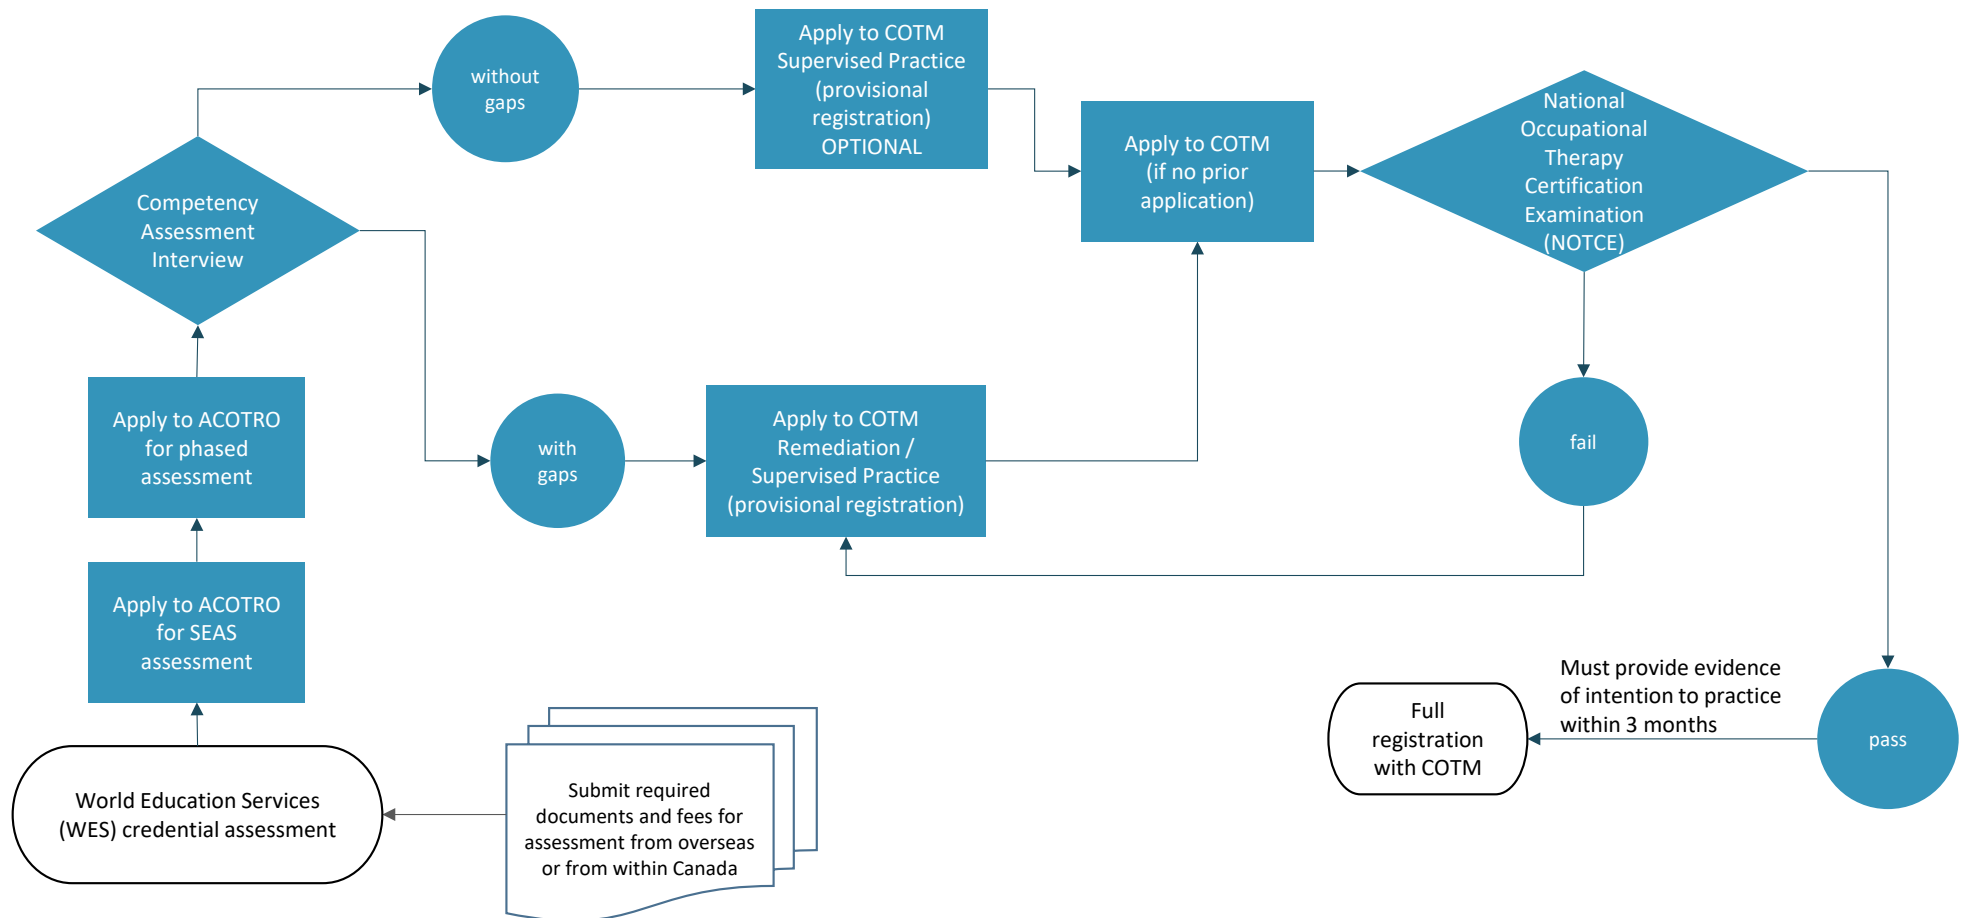 without
gaps
Apply to COTM
Supervised Practice
(provisional
registration)
OPTIONAL
Apply to COTM
(if no prior
application)
National
Occupational
Therapy
Certification
Examination
(NOTCE)
Competency
Assessment
Interview
Apply to ACOTRO
for phased
assessment
with
gaps
Apply to COTM
Remediation /
Supervised Practice
(provisional registration)
fail
Apply to ACOTRO
for SEAS
assessment
Must provide evidence
of intention to practice
within 3 months
Full
registration
with COTM
pass
World Education Services
(WES) credential assessment
Submit required
documents and fees for
assessment from overseas
or from within Canada